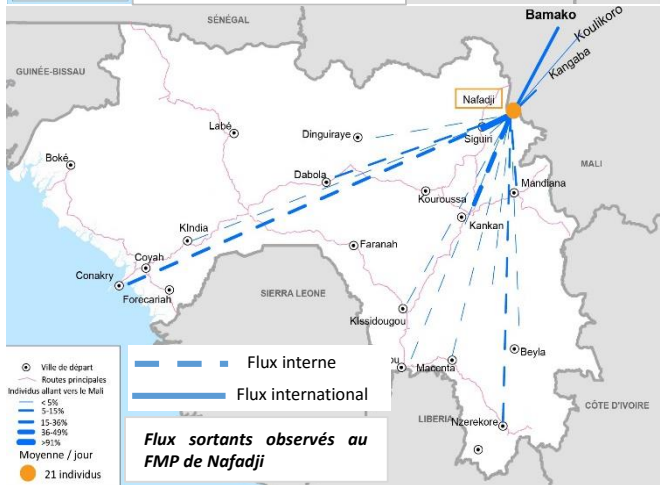 SÉNÉGAL
Bamako
Koulikoro
Kangaba
GUINÉE-BISSAU
Nafadji
Labé
Dinguiraye
Siguiri
MALI
Boké
Dabola
Kouroussa
Mandiana
Kankan
KIndia
Coyah
Faranah
Conakry
Forecariah
SIERRA LEONE
KIssidougou
Ville de départ
Routes principales
Individus allant vers le Mali
< 5%
5-15%
15-36%
36-49%
>91%
Moyenne / jour
21 individus
Flux interne
Flux international
ou
Macenta
Beyla
Flux sortants observés au
FMP de Nafadji
LIBERIA
Nzerekore
CÔTE D'IVOIRE